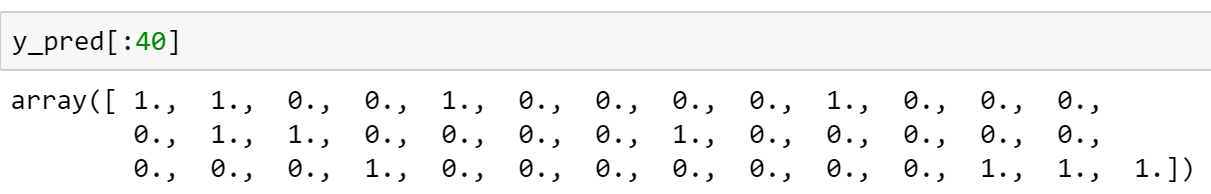 y_pred[:40]
array([ 1., 1., 0., 0., 1., 0., 0., 0., 0., 1., 0., 0., 0.,
0., 1., 1., 0., 0., 0., 0., 1., 0., 0., 0., 0., 0.,
0., 0., 0., 1., 0., 0., 0., 0., 0., 0., 0., 1., 1., 1.])